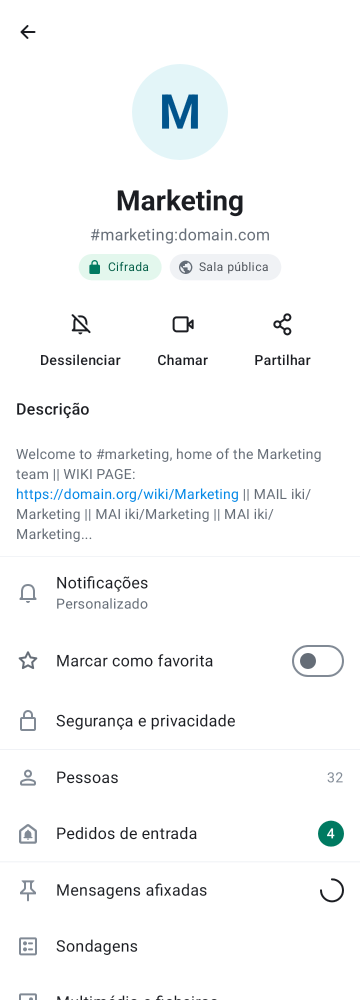 M
Marketing
#marketing:domain.com
Cifrada
Sala pública
Dessilenciar
Chamar
Partilhar
Descrição
Welcome to #marketing, home of the Marketing
team || WIKI PAGE:
https://domain.org/wiki/Marketing || MAIL iki/
Marketing || MAI iki/Marketing || MAI iki/
Marketing...
Notificações
Personalizado
Marcar como favorita
Segurança e privacidade
Pessoas 32
Pedidos de entrada 4
Mensagens afixadas
Sondagens
Multimédia e ficheiros